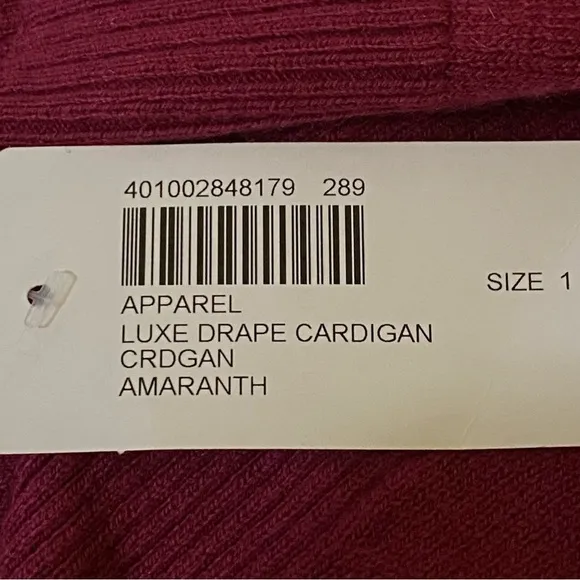 401002848179 289
APPAREL
SIZE 1
LUXE DRAPE CARDIGAN
CRDGAN
AMARANTH